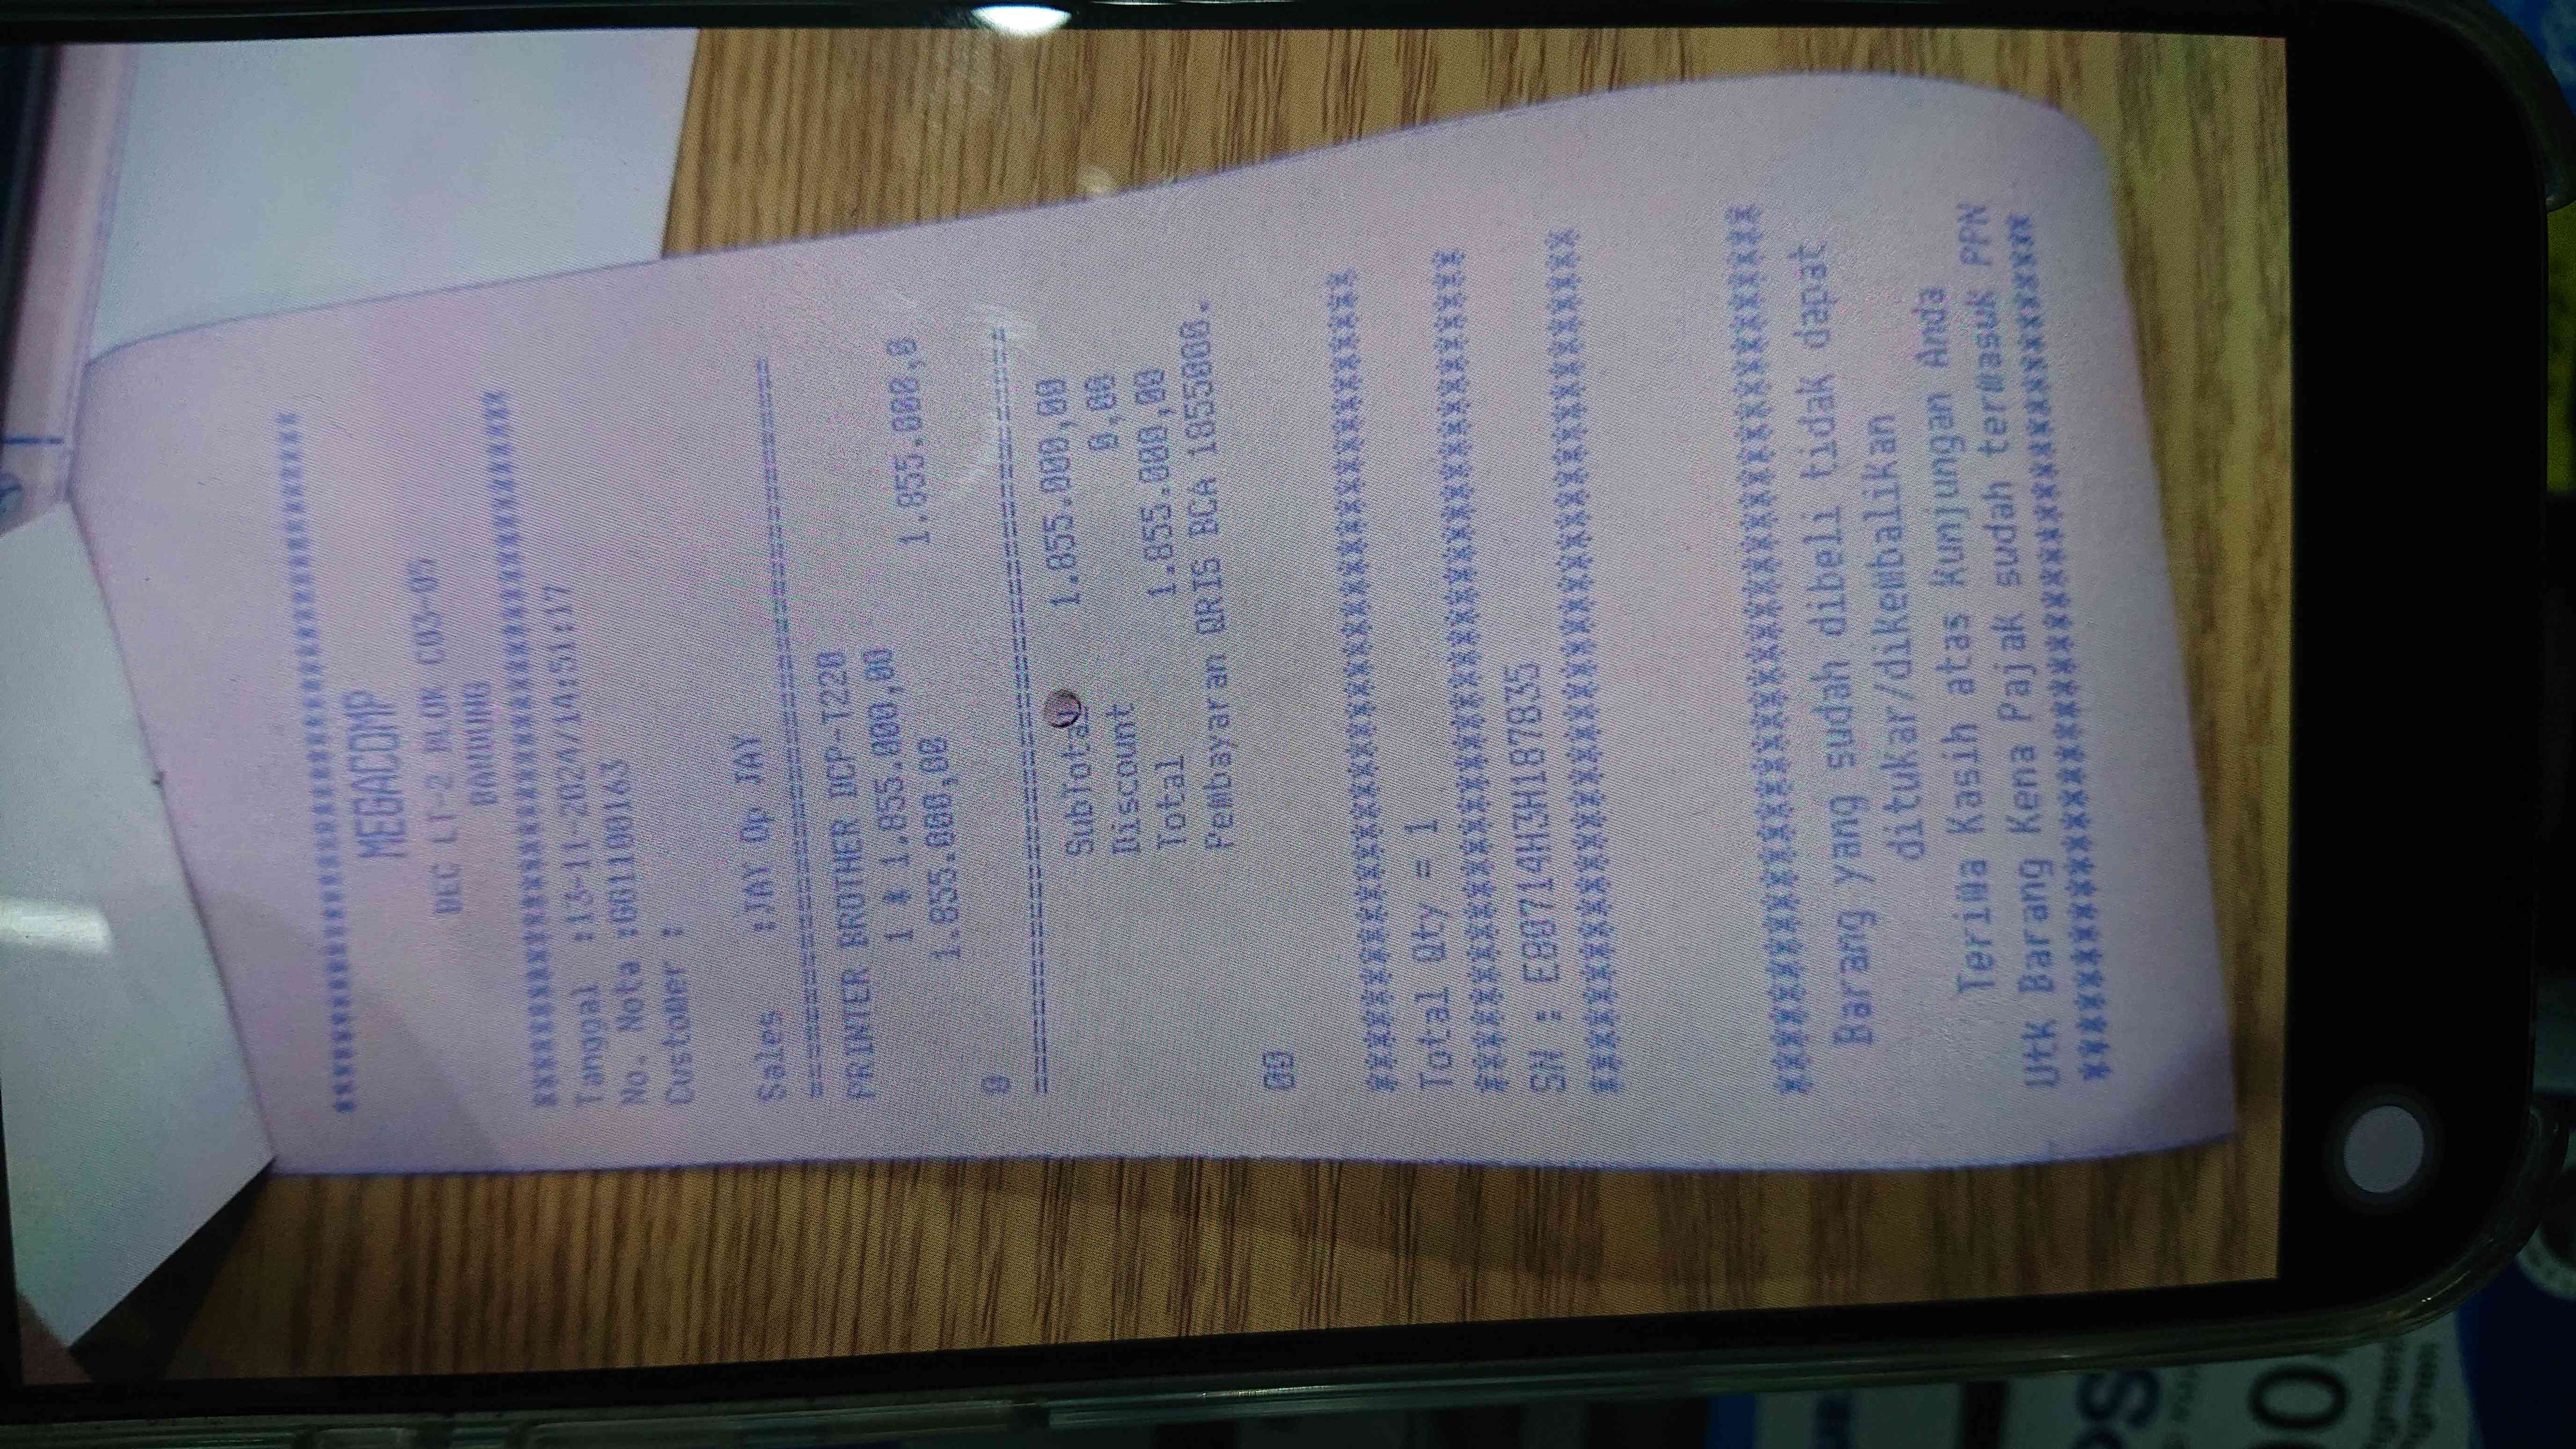 ****************************************
MEGACOMP
BEC LT-2 BLOK C03-05
BANDUNG
****************************************
Tanggal :13-11-2024/14:51:17
No. Nota :G01100163
Customer :
Sales :JAY Op JAY
========================================
PRINTER BROTHER DCP-T220
1 * 1.855.000,00 1.855.000,0
1.855.000,00
0
========================================
SubTotal 1.855.000,00
Discount 0,00
Total 1.855.000,00
Pembayaran QRIS BCA 1855000.
00
****************************************
Total Qty = 1
****************************************
SN : E80714H3H187835
****************************************
****************************************
Barang yang sudah dibeli tidak dapat
ditukar/dikembalikan
Terima Kasih atas Kunjungan Anda
Utk Barang Kena Pajak sudah termasuk PPN
****************************************